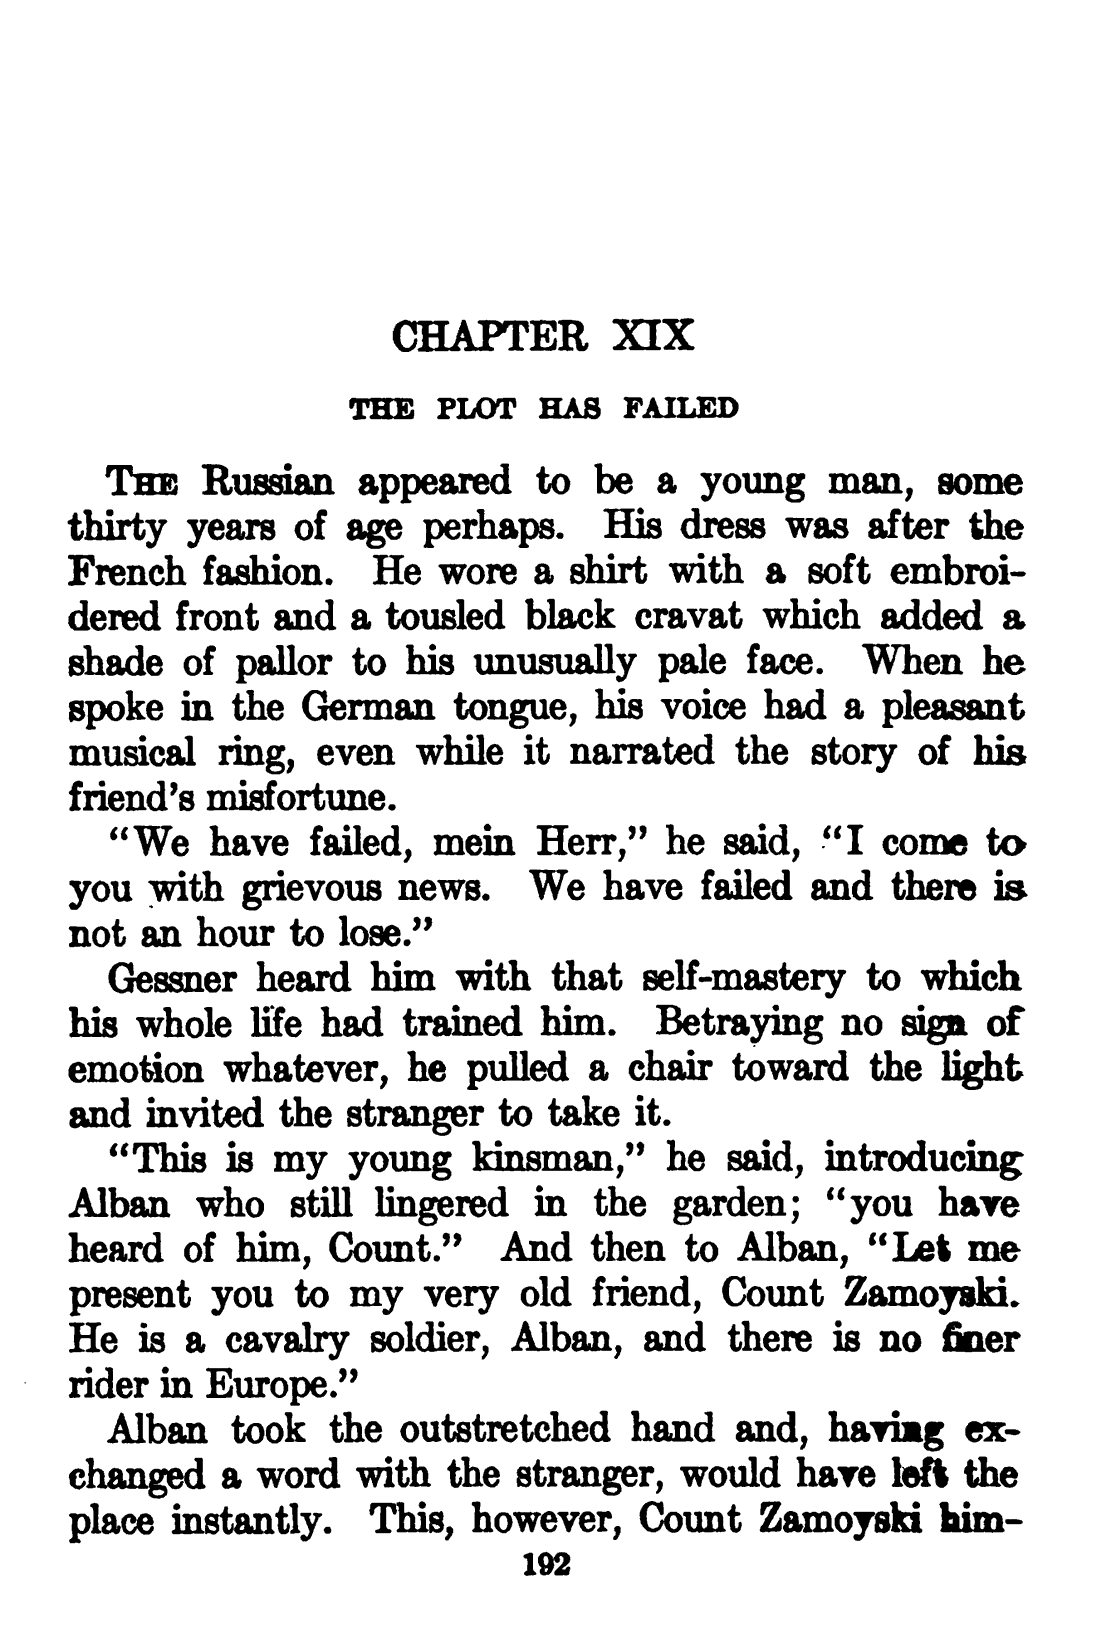 CHAPTER XIX
THE PLOT HAS FAILED
THE Russian appeared to be a young man, some
thirty years of age perhaps. His dress was after the
French fashion. He wore a shirt with a soft embroi-
dered front and a tousled black cravat which added a
shade of pallor to his unusually pale face. When he
spoke in the German tongue, his voice had a pleasant
musical ring, even while it narrated the story of his
friend's misfortune.
"We have failed, mein Herr," he said, "I come to
you with grievous news. We have failed and there is
not an hour to lose."
Gessner heard him with that self-mastery to which
his whole life had trained him. Betraying no sign of
emotion whatever, he pulled a chair toward the light
and invited the stranger to take it.
"This is my young kinsman," he said, introducing
Alban who still lingered in the garden; "you have
heard of him, Count." And then to Alban, "Let me
present you to my very old friend, Count Zamoyski.
He is a cavalry soldier, Alban, and there is no finer
rider in Europe."
Alban took the outstretched hand and, having ex-
changed a word with the stranger, would have left the
place instantly. This, however, Count Zamoyski him-
192